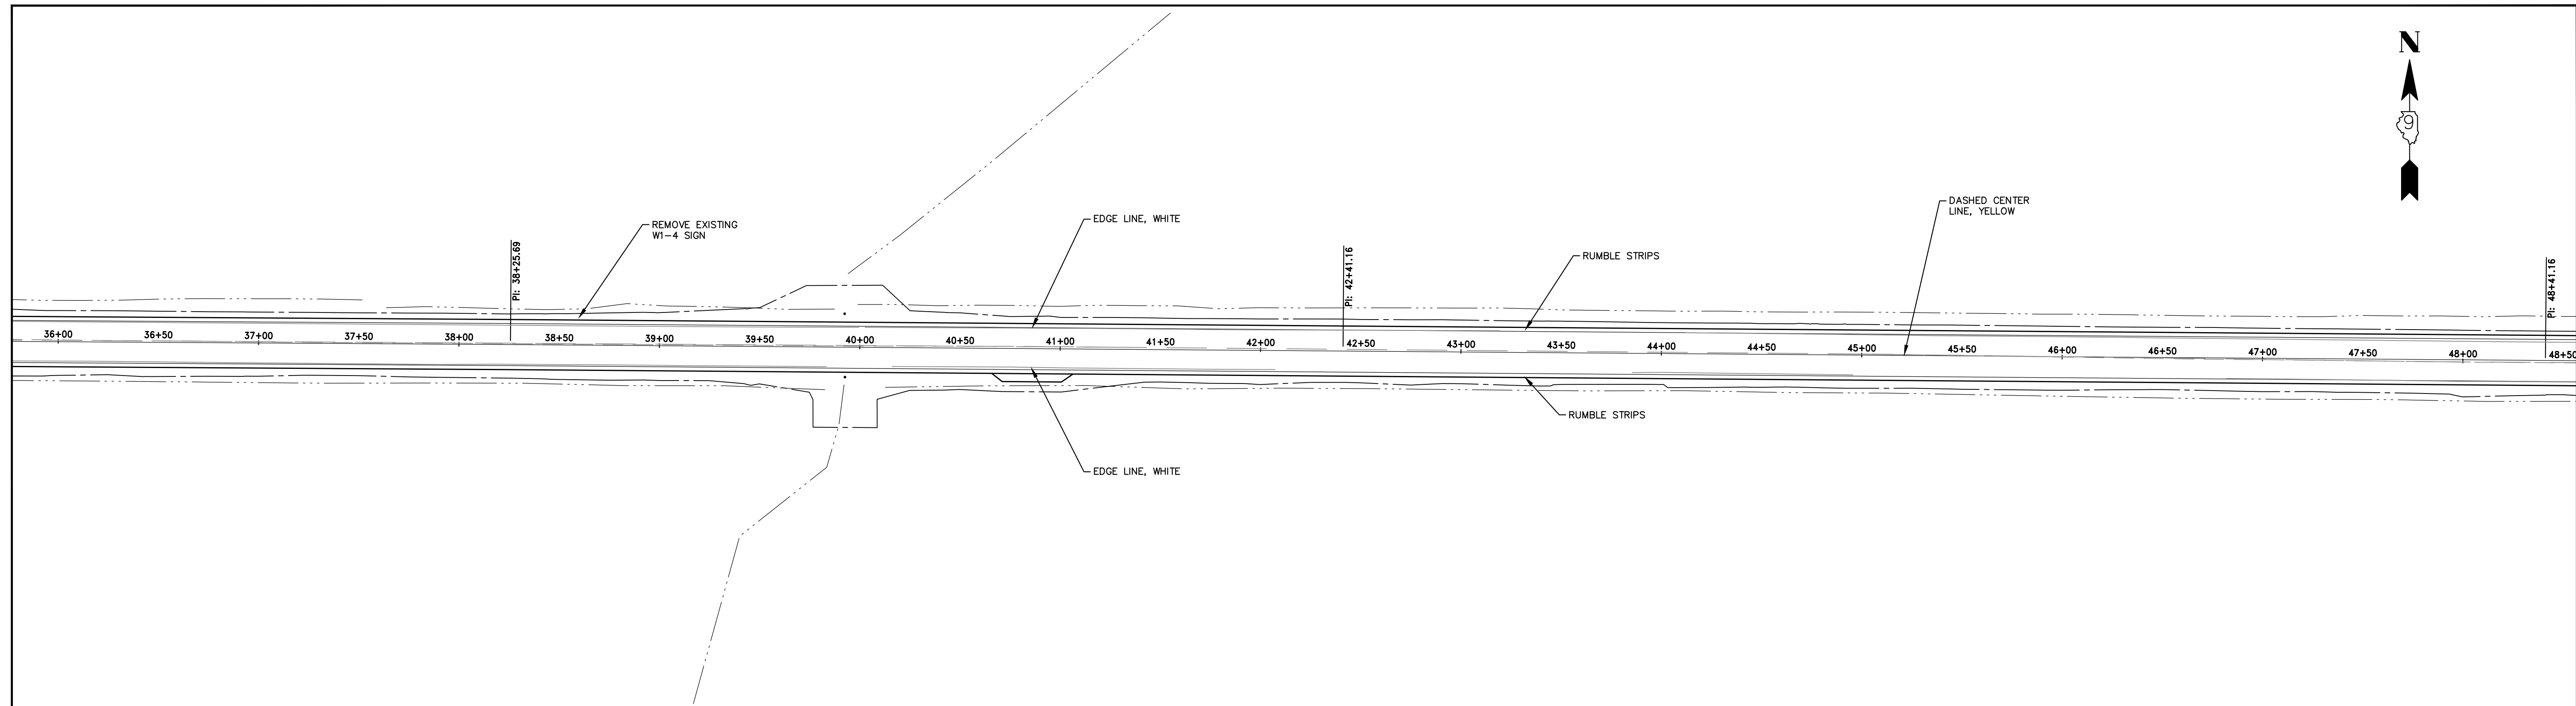 N
9
DASHED CENTER
LINE, YELLOW
EDGE LINE, WHITE
REMOVE EXISTING
W1-4 SIGN
RUMBLE STRIPS
PI: 38+25.69
PI: 42+41.16
PI: 48+41.16
36+00
36+50
37+00
37+50
38+00
38+50
39+00
39+50
40+00
40+50
41+00
41+50
42+00
42+50
43+00
43+50
44+00
44+50
45+00
45+50
46+00
46+50
47+00
47+50
48+00
48+50
RUMBLE STRIPS
EDGE LINE, WHITE